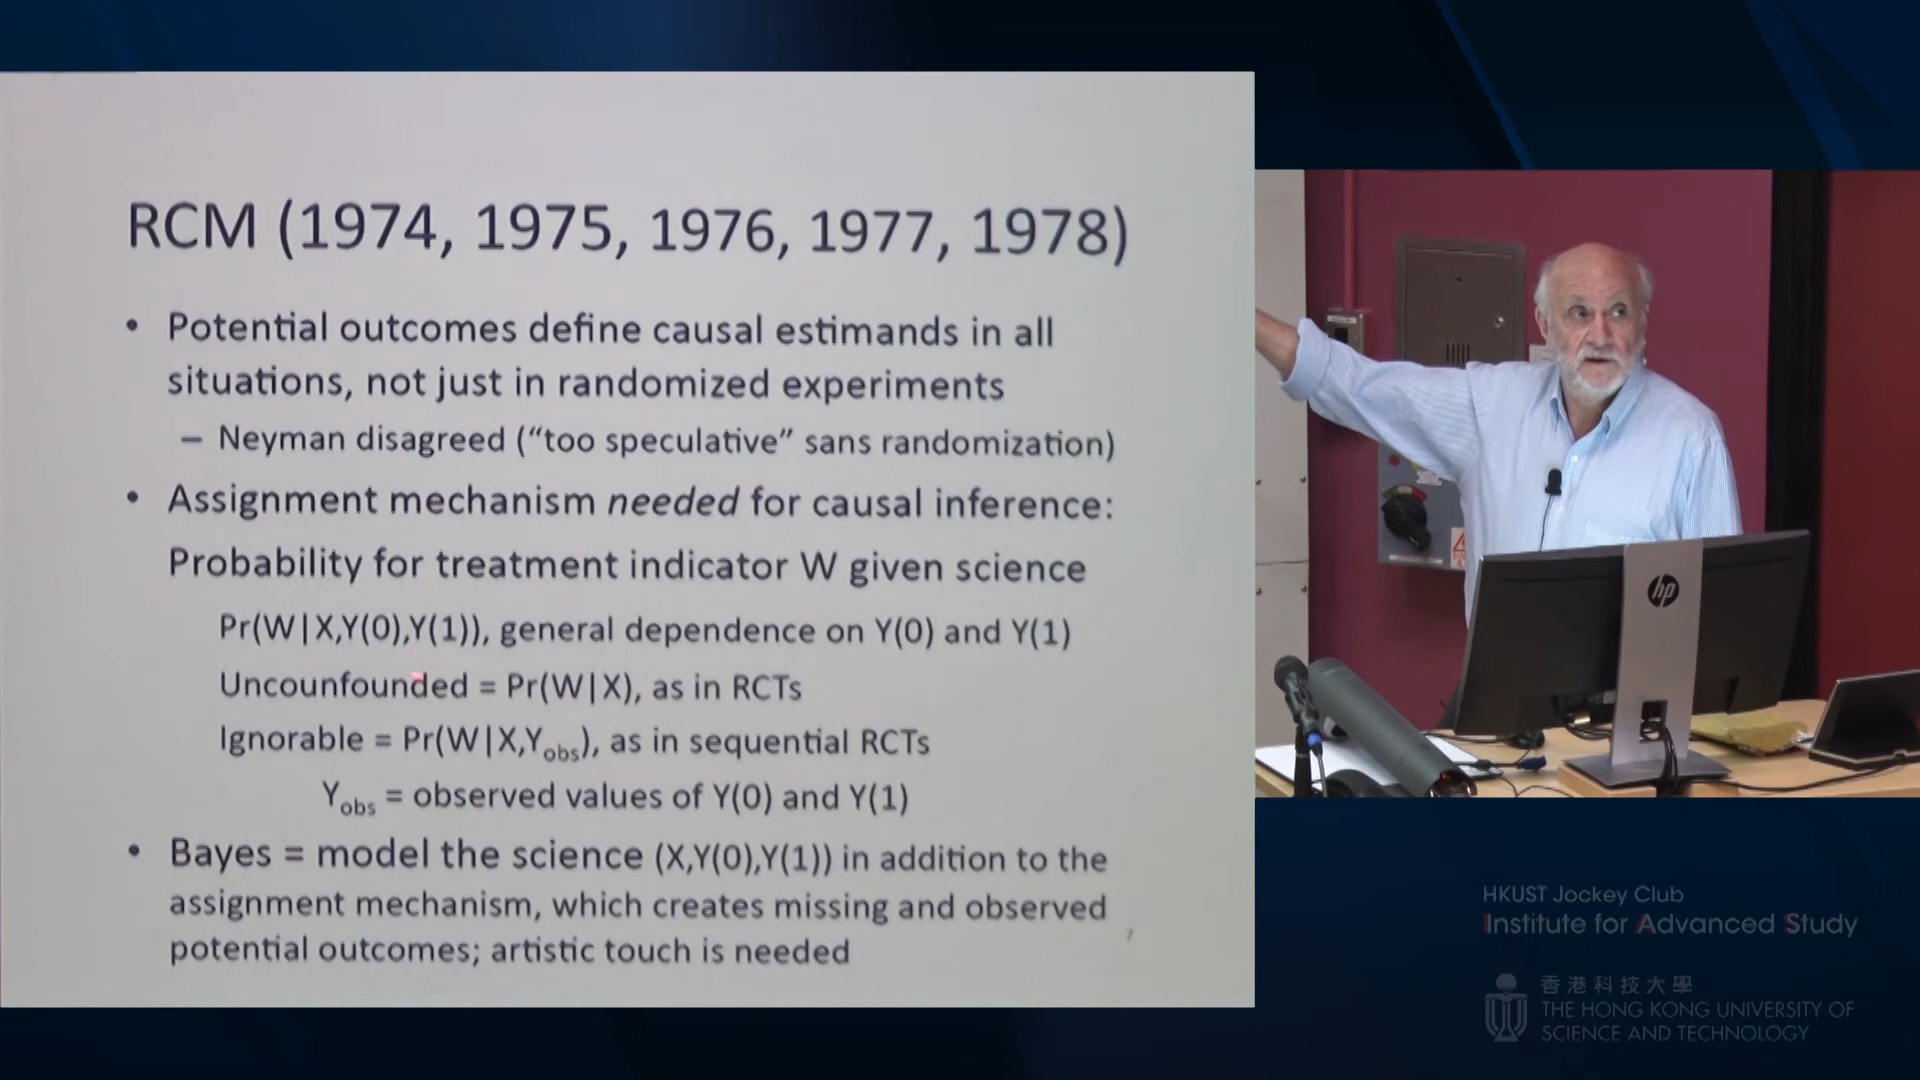 RCM (1974, 1975, 1976, 1977, 1978)
• Potential outcomes define causal estimands in all
situations, not just in randomized experiments
– Neyman disagreed (“too speculative” sans randomization)
• Assignment mechanism needed for causal inference:
Probability for treatment indicator W given science
Pr(W|X,Y(0),Y(1)), general dependence on Y(0) and Y(1)
Uncounfounded = Pr(W|X), as in RCTs
Ignorable = Pr(W|X,Yobs), as in sequential RCTs
Yobs = observed values of Y(0) and Y(1)
• Bayes = model the science (X,Y(0),Y(1)) in addition to the
assignment mechanism, which creates missing and observed
potential outcomes; artistic touch is needed
7
hp
HKUST Jockey Club
Institute for Advanced Study
香港科技大學
THE HONG KONG UNIVERSITY OF
SCIENCE AND TECHNOLOGY